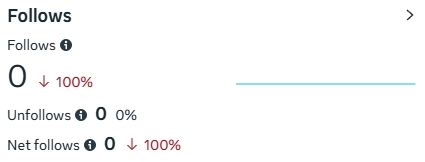 Follows
Follows
0 ↓ 100%
Unfollows 0 0%
Net follows 0 ↓ 100%